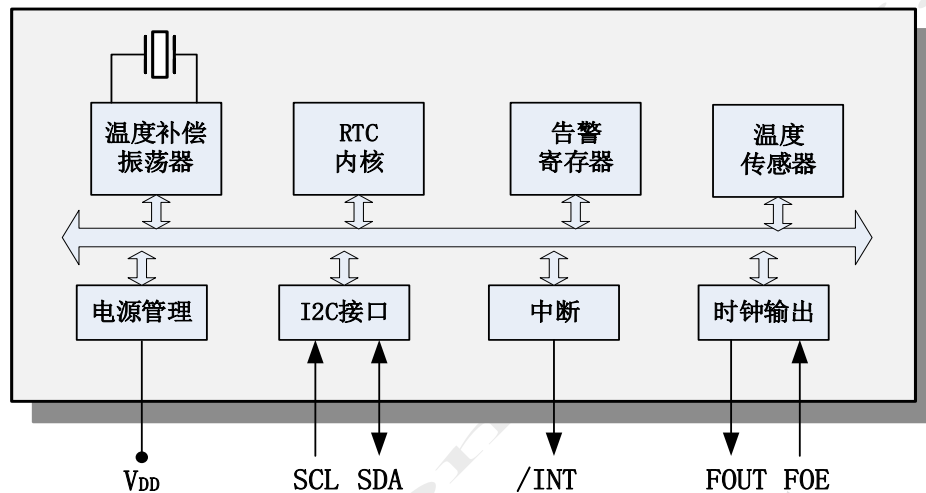 温度补偿
振荡器
RTC
内核
告警
寄存器
温度
传感器
电源管理
I2C接口
中断
时钟输出
VDD
SCL SDA
/INT
FOUT FOE